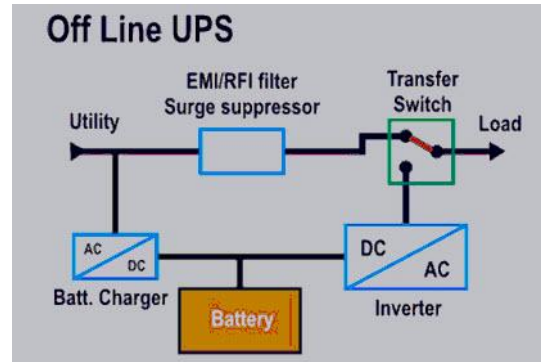 Off Line UPS
EMI/RFI filter
Surge suppressor
Transfer
Switch
Utility
Load
AC
DC
DC
AC
Batt. Charger
Battery
Inverter